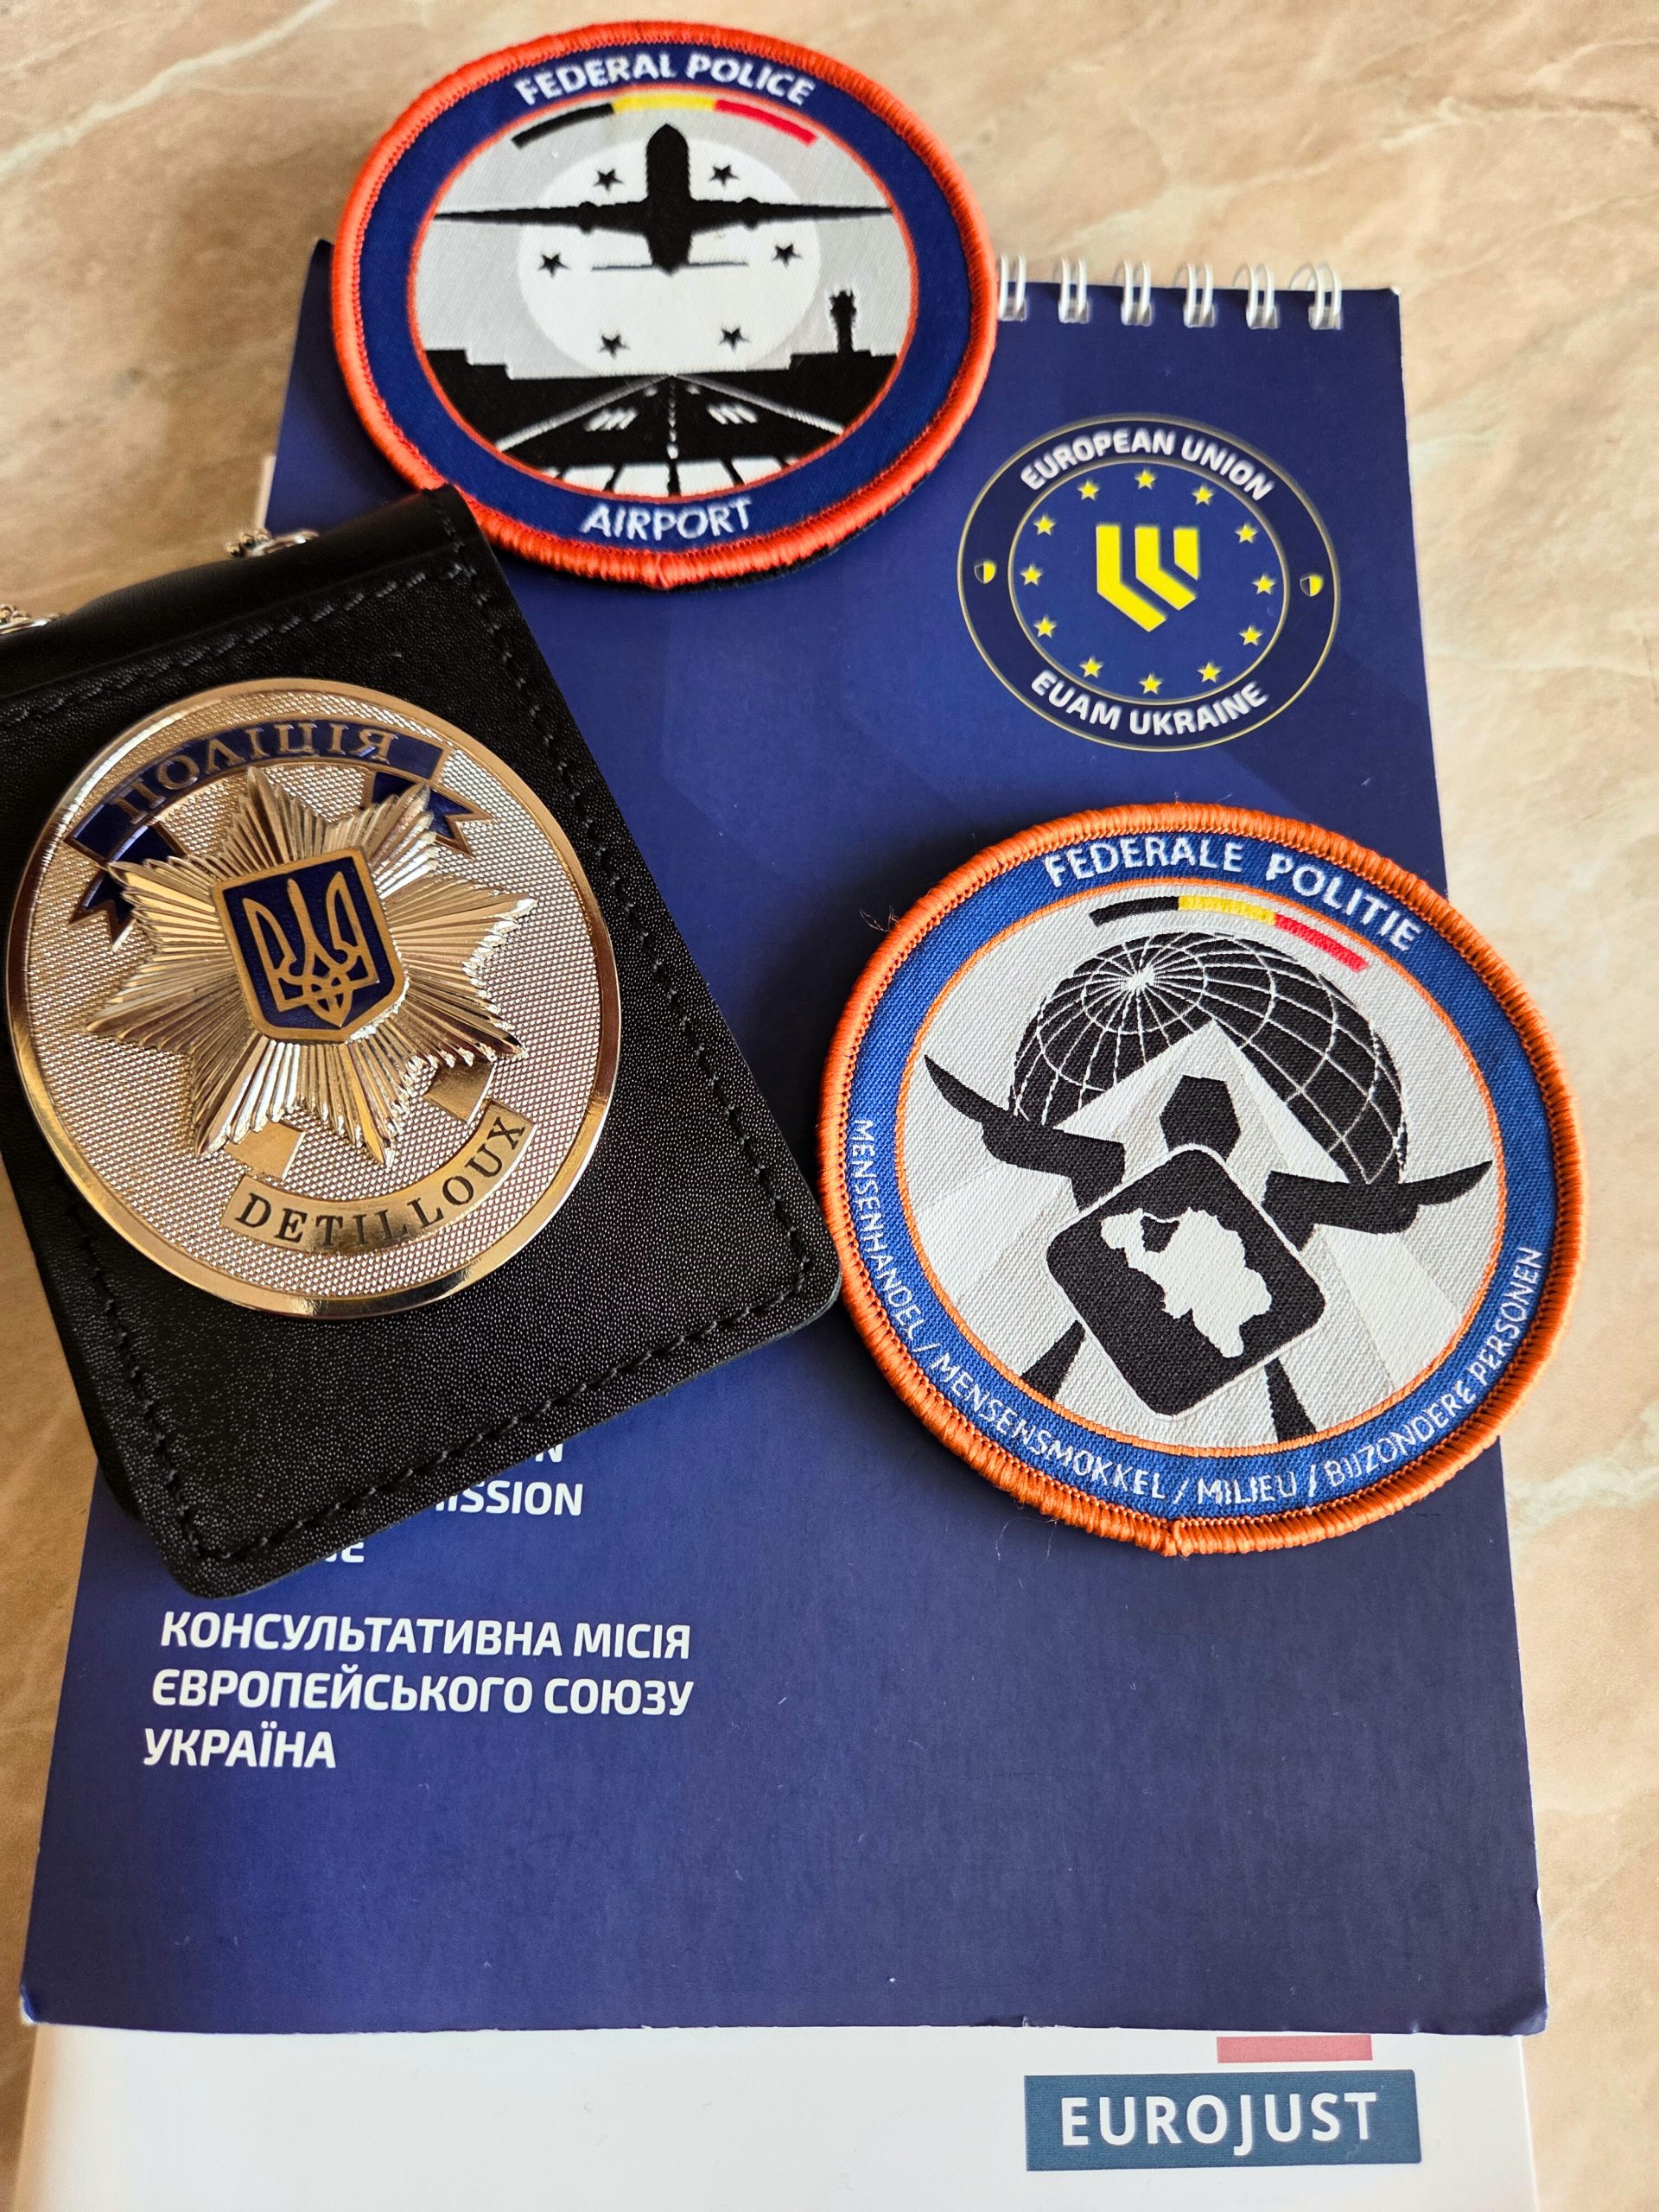 FEDERAL POLICE
AIRPORT
EUROPEAN UNION
EUAM UKRAINE
ПОЛІЦІЯ
DETILLOUX
FEDERALE POLITIE
MENSENHANDEL / MENSENSMOKKEL / MILIEU / BIJZONDERE PERSONEN
КОНСУЛЬТАТИВНА МІСІЯ
ЄВРОПЕЙСЬКОГО СОЮЗУ
УКРАЇНА
EUROJUST